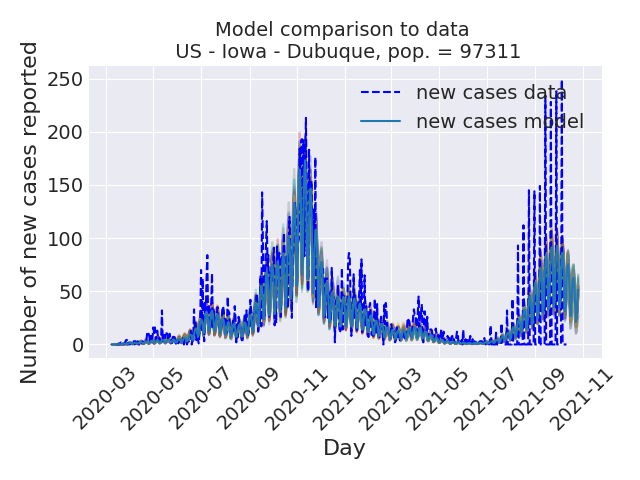 Model comparison to data
US - Iowa - Dubuque, pop. = 97311
Number of new cases reported
250
200
150
100
50
0
new cases data
new cases model
2020-03
2020-05
2020-07
2020-09
2020-11
2021-01
2021-03
2021-05
2021-07
2021-09
2021-11
Day